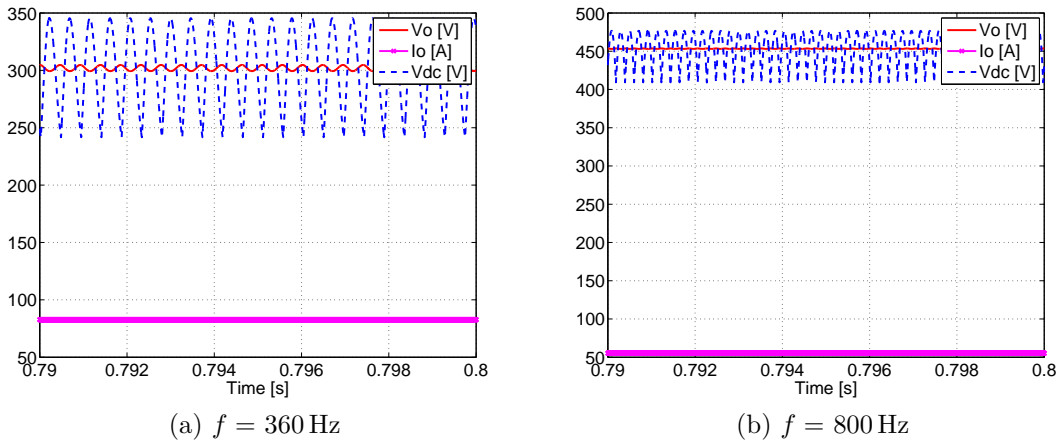 350
300
250
200
150
100
50
0.79
0.792
0.794
0.796
0.798
0.8
Time [s]
Vo [V]
Io [A]
Vdc [V]
(a) f = 360 Hz
500
450
400
350
300
250
200
150
100
50
0.79
0.792
0.794
0.796
0.798
0.8
Time [s]
Vo [V]
Io [A]
Vdc [V]
(b) f = 800 Hz